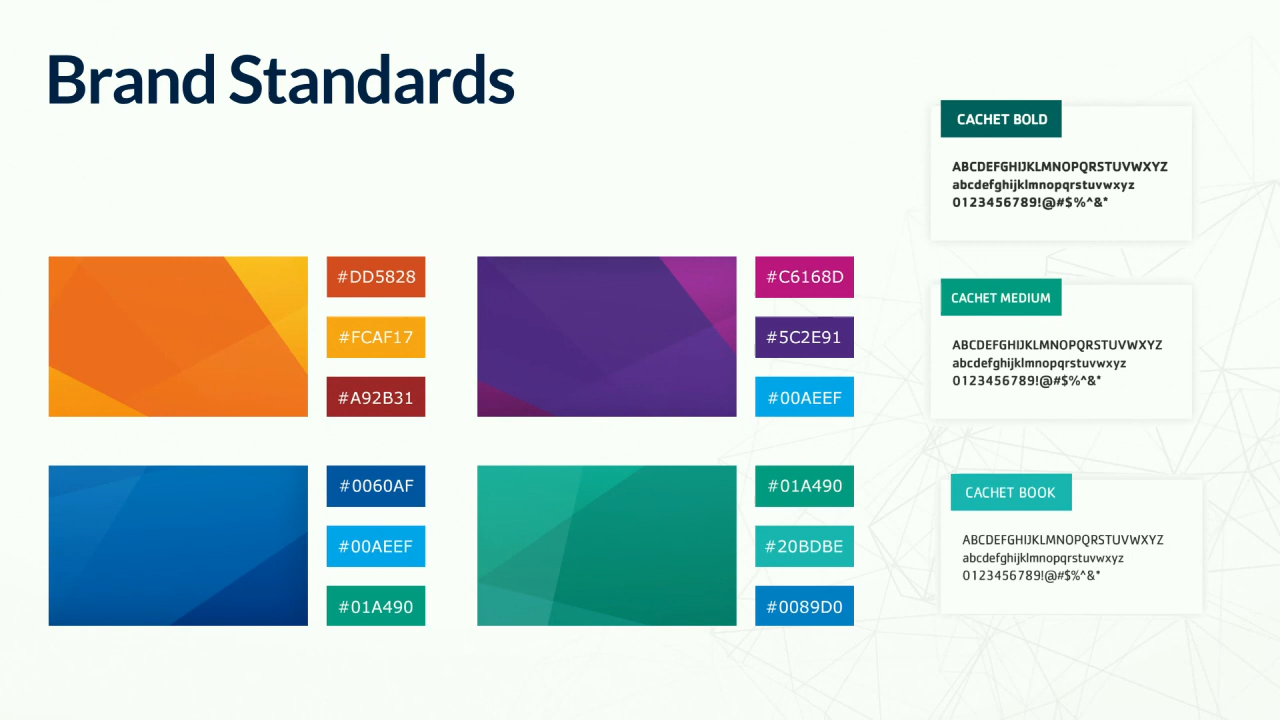 Brand Standards
#DD5828
#FCAF17
#A92B31
#C6168D
#5C2E91
#00AEEF
#0060AF
#00AEEF
#01A490
#01A490
#20BDBE
#0089D0
CACHET BOLD
ABCDEFGHIJKLMNOPQRSTUVWXYZ
abcdefghijklmnopqrstuvwxyz
0123456789!@#$%^&*
CACHET MEDIUM
ABCDEFGHIJKLMNOPQRSTUVWXYZ
abcdefghijklmnopqrstuvwxyz
0123456789!@#$%^&*
CACHET BOOK
ABCDEFGHIJKLMNOPQRSTUVWXYZ
abcdefghijklmnopqrstuvwxyz
0123456789!@#$%^&*